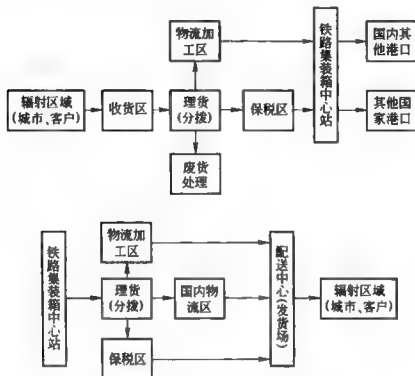 物流加
工区
国内其
他港口
辐射区域
(城市、客户)
收货区
理货
(分拨)
保税区
铁路集装箱中心站
其他国
家港口
废货
处理
铁路集装箱中心站
物流加
工区
理货
(分拨)
国内物
流区
保税区
配送中心(发货场)
辐射区域
(城市、客户)